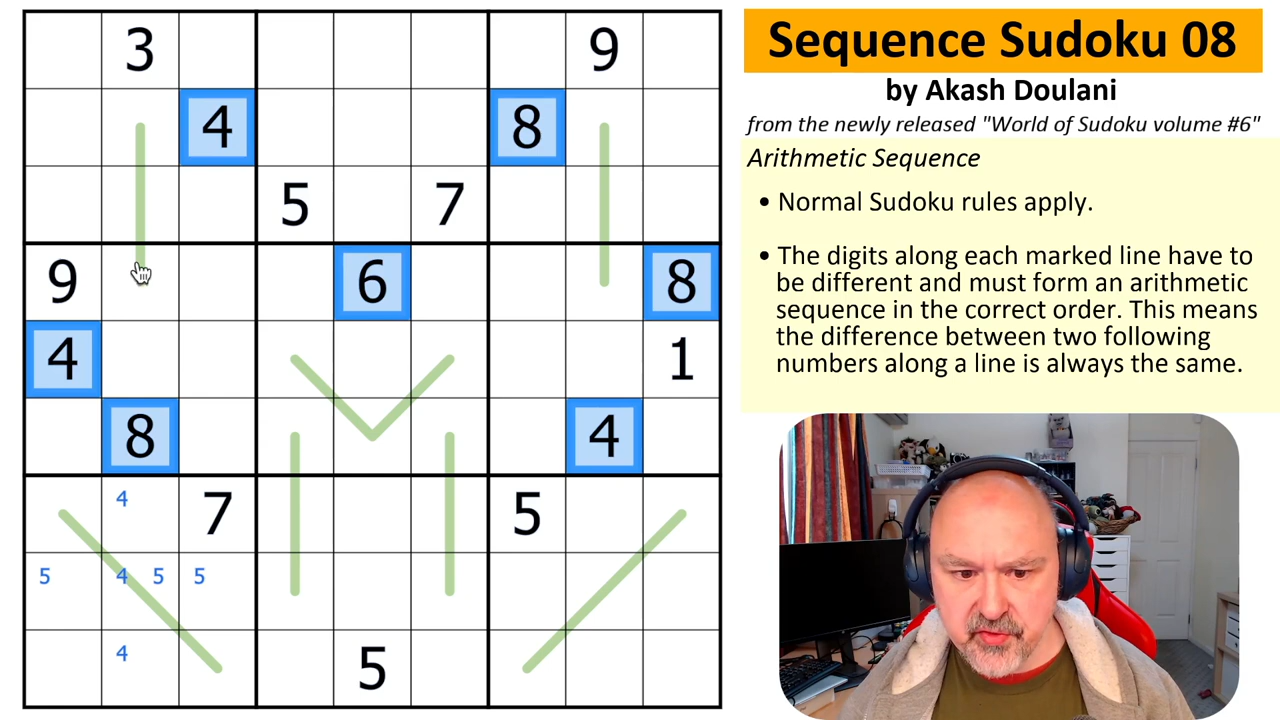 Sequence Sudoku 08
by Akash Doulani
from the newly released "World of Sudoku volume #6"
Arithmetic Sequence
• Normal Sudoku rules apply.
• The digits along each marked line have to
be different and must form an arithmetic
sequence in the correct order. This means
the difference between two following
numbers along a line is always the same.
3 9
4 8
5 7
9 6 8
4 1
8 4
4 7 5
5 4 5 5
4 5